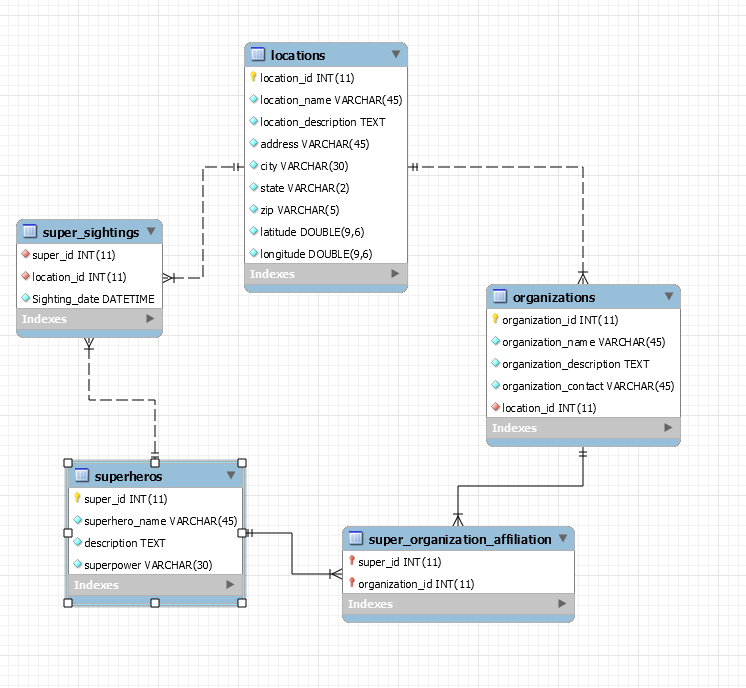 locations
location_id INT(11)
location_name VARCHAR(45)
location_description TEXT
address VARCHAR(45)
city VARCHAR(30)
state VARCHAR(2)
zip VARCHAR(5)
latitude DOUBLE(9,6)
longitude DOUBLE(9,6)
Indexes
super_sightings
super_id INT(11)
location_id INT(11)
Sighting_date DATETIME
Indexes
organizations
organization_id INT(11)
organization_name VARCHAR(45)
organization_description TEXT
organization_contact VARCHAR(45)
location_id INT(11)
Indexes
superheros
super_id INT(11)
superhero_name VARCHAR(45)
description TEXT
superpower VARCHAR(30)
Indexes
super_organization_affiliation
super_id INT(11)
organization_id INT(11)
Indexes